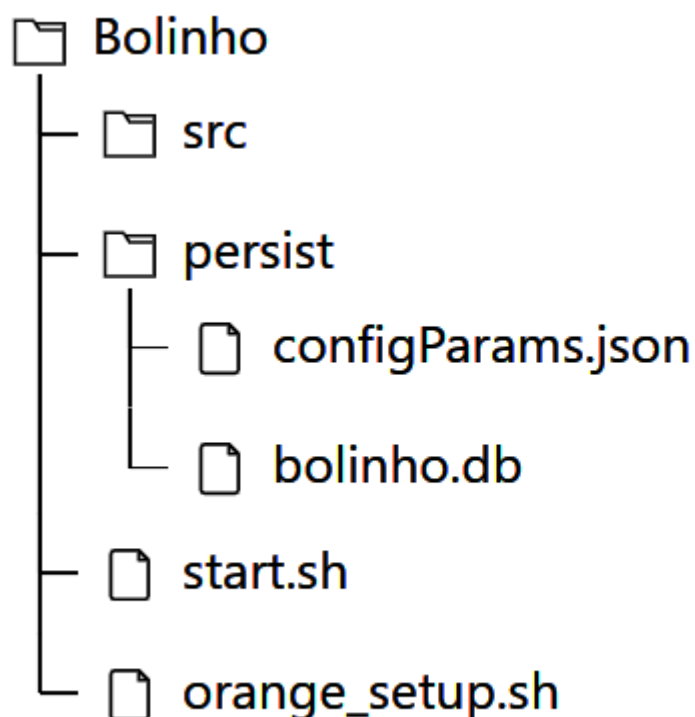 Bolinho
src
persist
configParams.json
bolinho.db
start.sh
orange_setup.sh